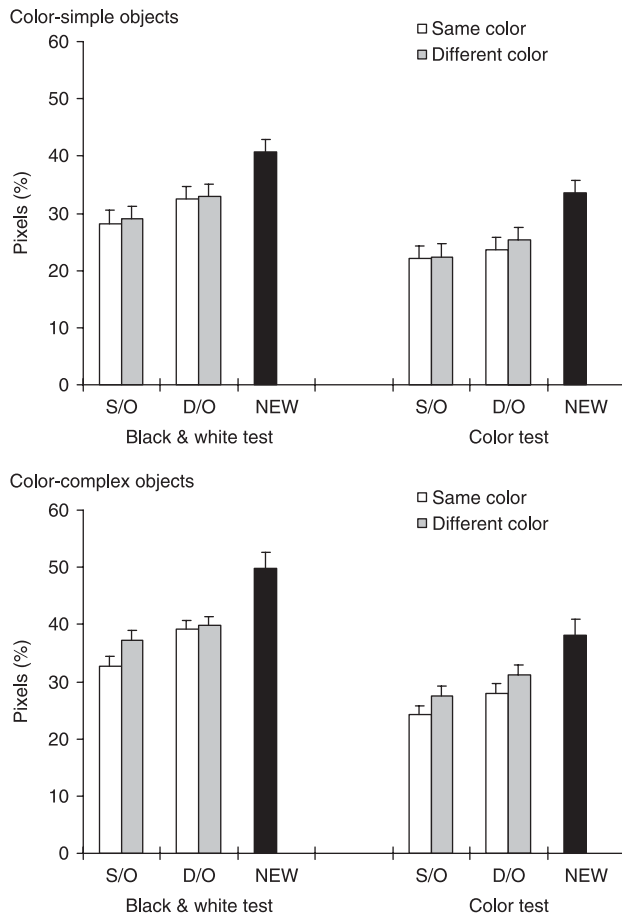 Color-simple objects
Same color
Different color
60
50
40
30
20
10
0
Pixels (%)
S/O D/O NEW S/O D/O NEW
Black & white test Color test
Color-complex objects
Same color
Different color
60
50
40
30
20
10
0
Pixels (%)
S/O D/O NEW S/O D/O NEW
Black & white test Color test